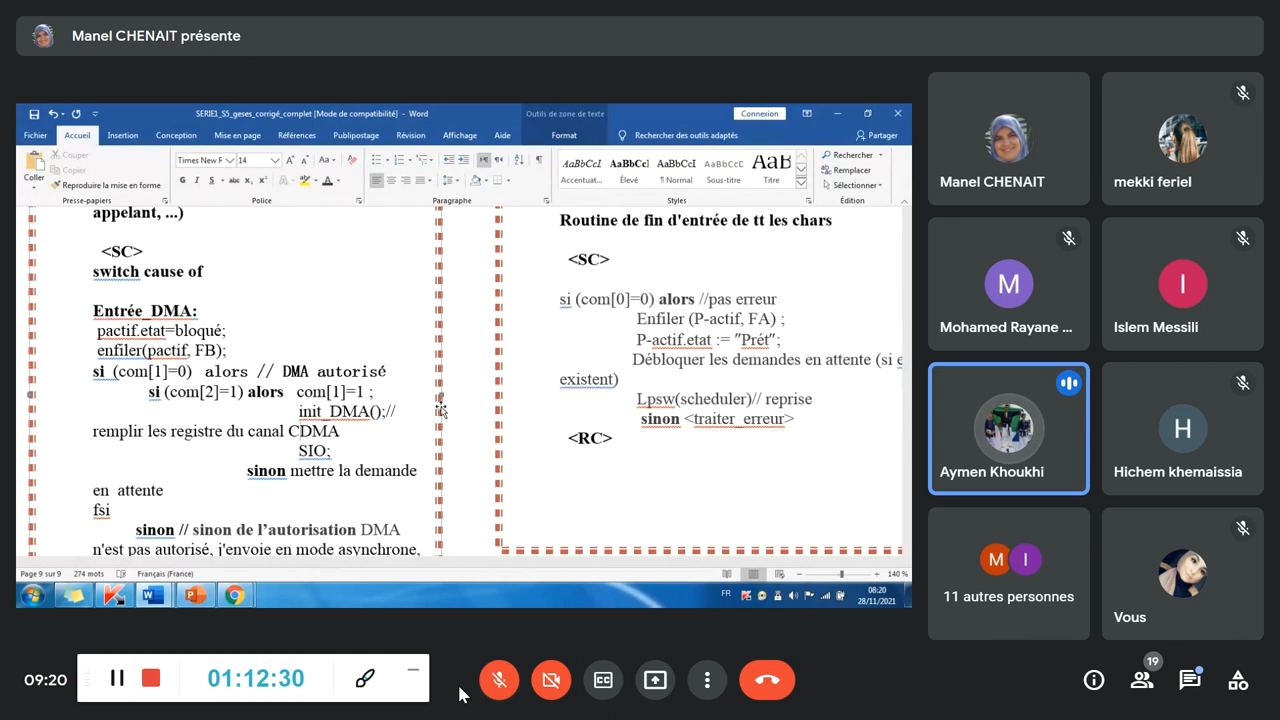 Manel CHENAIT présente
SERIE1_S5_geses_corrigé_complet [Mode de compatibilité] - Word
Outils de zone de texte
Connexion
Fichier Accueil Insertion Conception Mise en page Références Publipostage Révision Affichage Aide Format Rechercher des outils adaptés Partager
Coller
Couper
Copier
Reproduire la mise en forme
Presse-papiers
Times New F 14
Police
Paragraphe
AaBbCcI AaBbCc AaBbCcI AaBbCcI AaB
Accentuat... Élevé ¶ Normal Sous-titre Titre
Styles
Rechercher
Remplacer
Sélectionner
Édition
appelant, ...)
<SC>
switch cause of
Entrée_DMA:
pactif.etat=bloqué;
enfiler(pactif, FB);
si (com[1]=0) alors // DMA autorisé
si (com[2]=1) alors com[1]=1 ;
init_DMA();//
remplir les registre du canal CDMA
SIO;
sinon mettre la demande
en attente
fsi
sinon // sinon de l'autorisation DMA
n'est pas autorisé, j'envoie en mode asynchrone,
Routine de fin d'entrée de tt les chars
<SC>
si (com[0]=0) alors //pas erreur
Enfiler (P-actif, FA) ;
P-actif.etat := "Prét";
Débloquer les demandes en attente (si e
existent)
Lpsw(scheduler)// reprise
sinon <traiter_erreur>
<RC>
Page 9 sur 9 274 mots Français (France) 140 %
FR
08:20
28/11/2021
Manel CHENAIT
mekki feriel
M
Mohamed Rayane ...
I
Islem Messili
Aymen Khoukhi
H
Hichem khemaissia
M I
11 autres personnes
Vous
09:20
01:12:30
19